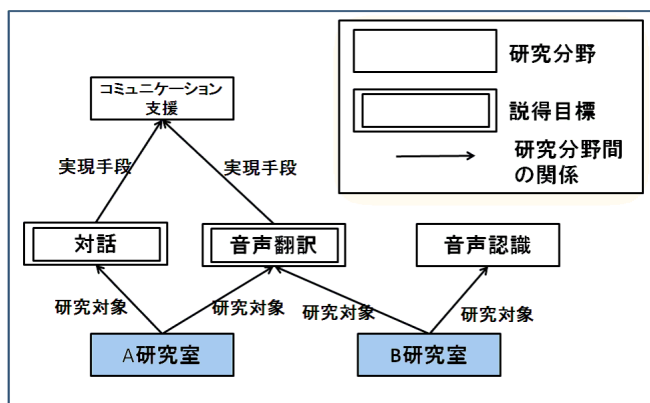 コミュニケーション
支援
研究分野
説得目標
研究分野間
の関係
実現手段
実現手段
対話
音声翻訳
音声認識
研究対象
研究対象
研究対象
研究対象
A研究室
B研究室